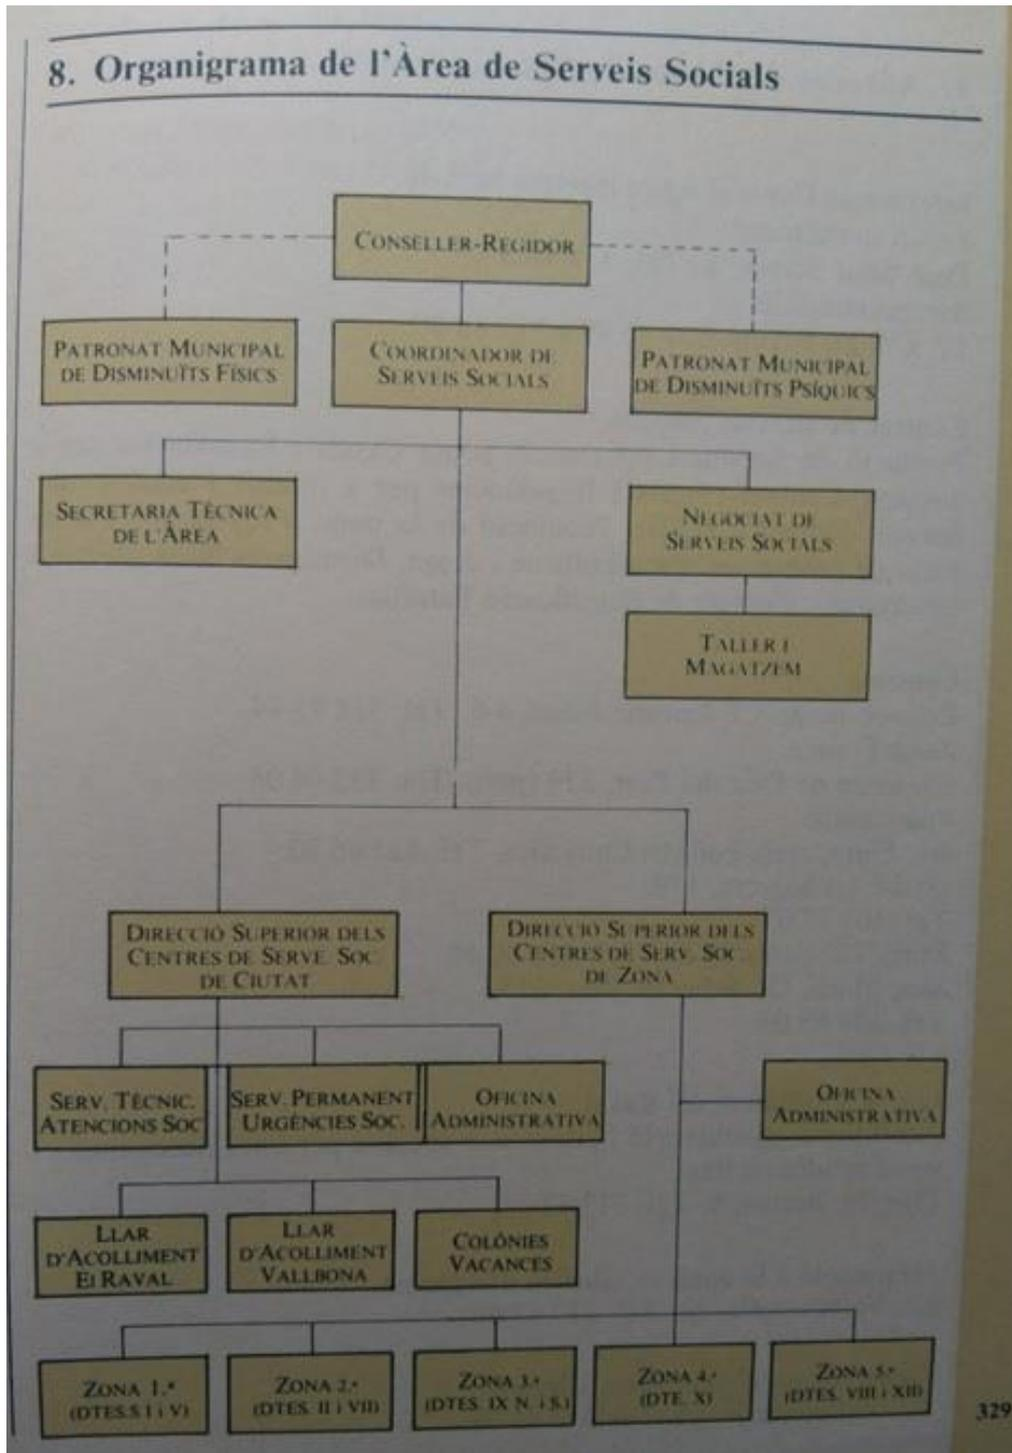 8. Organigrama de l'Àrea de Serveis Socials
CONSELLER-REGIDOR
PATRONAT MUNICIPAL
DE DISMINUÏTS FÍSICS
COORDINADOR DE
SERVEIS SOCIALS
PATRONAT MUNICIPAL
DE DISMINUÏTS PSÍQUICS
SECRETARIA TÈCNICA
DE L'ÀREA
NEGOCIAT DE
SERVEIS SOCIALS
TALLER I
MAGATZEM
DIRECCIÓ SUPERIOR DELS
CENTRES DE SERVE. SOC.
DE CIUTAT
DIRECCIÓ SUPERIOR DELS
CENTRES DE SERV. SOC.
DE ZONA
SERV. TÈCNIC.
ATENCIONS SOC
SERV. PERMANENT
URGÈNCIES SOC.
OFICINA
ADMINISTRATIVA
OFICINA
ADMINISTRATIVA
LLAR
D'ACOLLIMENT
El RAVAL
LLAR
D'ACOLLIMENT
VALLBONA
COLÒNIES
VACANCES
ZONA 1.ª
(DTES.S I i V)
ZONA 2.ª
(DTES. II i VII)
ZONA 3.ª
(DTES. IX N. i S.)
ZONA 4.ª
(DTE. X)
ZONA 5.ª
(DTES. VIII i XII)
329